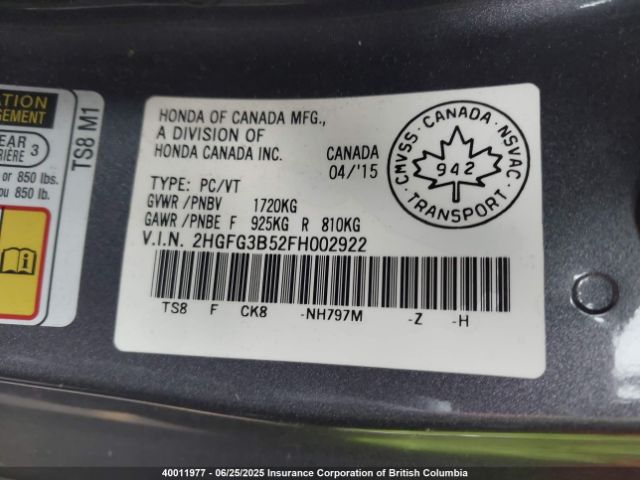 ATION
GEMENT
EAR 3
RIÈRE
or 850 lbs.
ou 850 lb.
TS8 M1
HONDA OF CANADA MFG.,
A DIVISION OF
HONDA CANADA INC.
CANADA
04/'15
TYPE: PC/VT
GVWR /PNBV 1720KG
GAWR /PNBE F 925KG R 810KG
V.I.N. 2HGFG3B52FH002922
TS8 F CK8 -NH797M -Z -H
CMVSS • CANADA • NSVAC
942
TRANSPORT
40011977 06/25/2025 Insurance Corporation of British Columbia